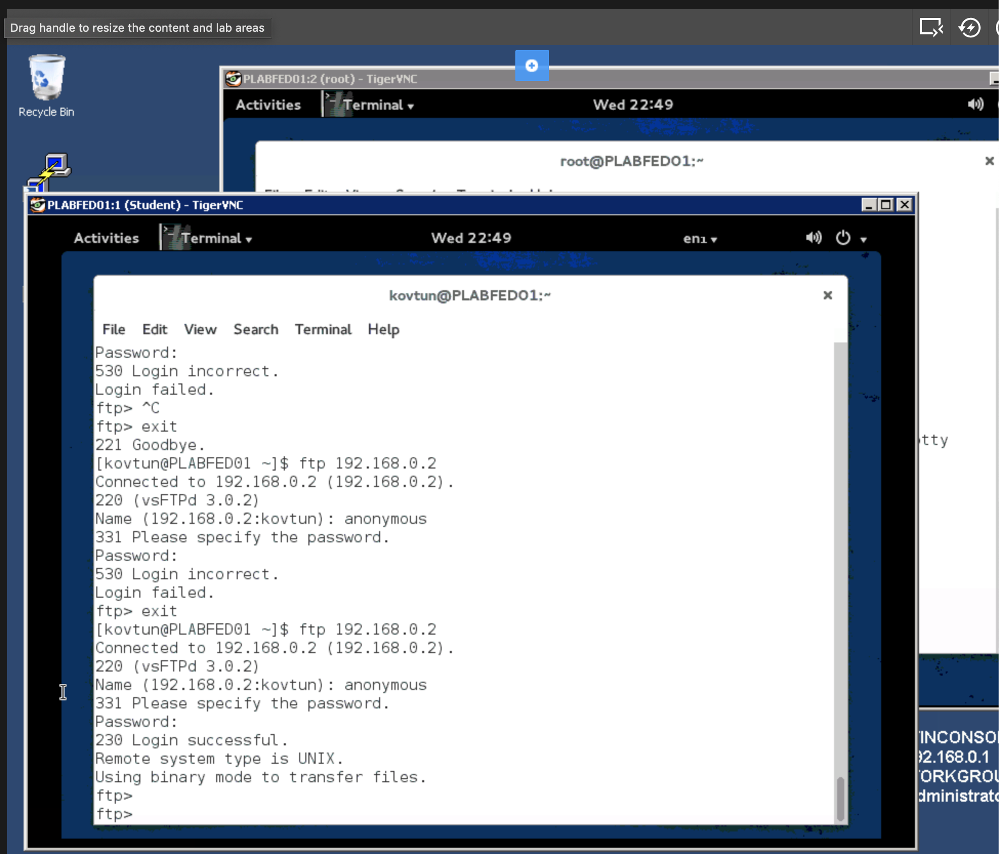 Drag handle to resize the content and lab areas
Recycle Bin
PLABFED01:2 (root) - TigerVNC
Activities Terminal Wed 22:49
root@PLABFEDO1:~
PLABFED01:1 (Student) - TigerVNC
Activities Terminal Wed 22:49 en1
kovtun@PLABFEDO1:~
File Edit View Search Terminal Help
Password:
530 Login incorrect.
Login failed.
ftp> ^C
ftp> exit
221 Goodbye.
[kovtun@PLABFED01 ~]$ ftp 192.168.0.2
Connected to 192.168.0.2 (192.168.0.2).
220 (vsFTPd 3.0.2)
Name (192.168.0.2:kovtun): anonymous
331 Please specify the password.
Password:
530 Login incorrect.
Login failed.
ftp> exit
[kovtun@PLABFED01 ~]$ ftp 192.168.0.2
Connected to 192.168.0.2 (192.168.0.2).
220 (vsFTPd 3.0.2)
Name (192.168.0.2:kovtun): anonymous
331 Please specify the password.
Password:
230 Login successful.
Remote system type is UNIX.
Using binary mode to transfer files.
ftp>
ftp>
tty
INCONSO
92.168.0.1
ORKGROU
dministrato